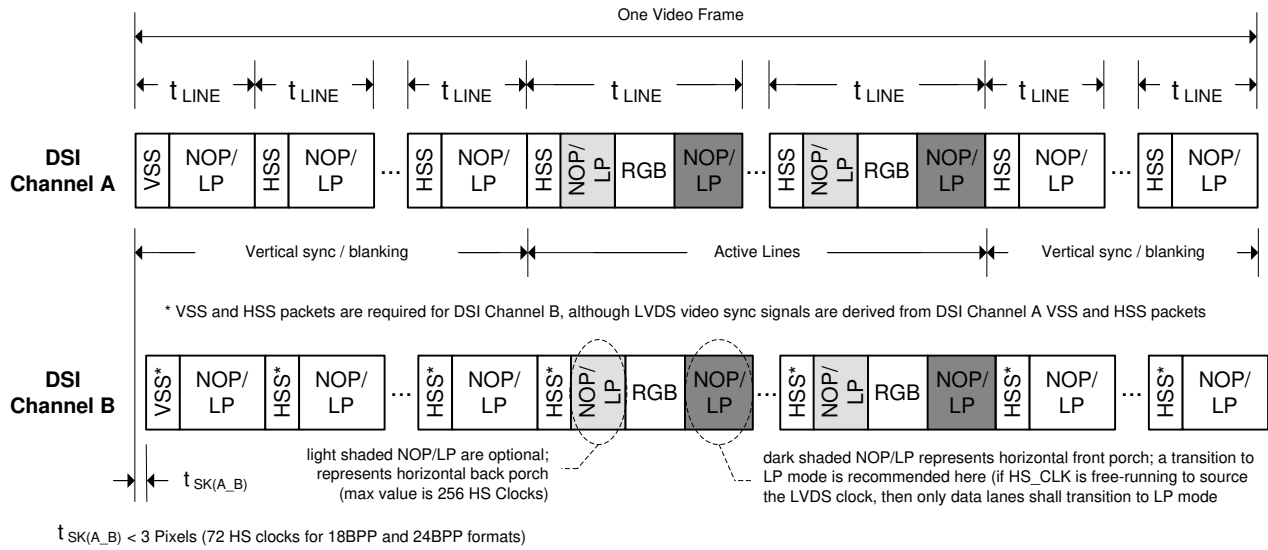 One Video Frame
t LINE t LINE t LINE t LINE t LINE t LINE t LINE
DSI
Channel A
VSS NOP/ LP HSS NOP/ LP ... HSS NOP/ LP HSS NOP/ LP RGB NOP/ LP ... HSS NOP/ LP RGB NOP/ LP HSS NOP/ LP ... HSS NOP/ LP
Vertical sync / blanking Active Lines Vertical sync / blanking
* VSS and HSS packets are required for DSI Channel B, although LVDS video sync signals are derived from DSI Channel A VSS and HSS packets
DSI
Channel B
VSS* NOP/ LP HSS* NOP/ LP ... HSS* NOP/ LP HSS* NOP/ LP RGB NOP/ LP ... HSS* NOP/ LP RGB NOP/ LP HSS* NOP/ LP ... HSS* NOP/ LP
t SK(A_B)
light shaded NOP/LP are optional;
represents horizontal back porch
(max value is 256 HS Clocks)
dark shaded NOP/LP represents horizontal front porch; a transition to
LP mode is recommended here (if HS_CLK is free-running to source
the LVDS clock, then only data lanes shall transition to LP mode
t SK(A_B) < 3 Pixels (72 HS clocks for 18BPP and 24BPP formats)